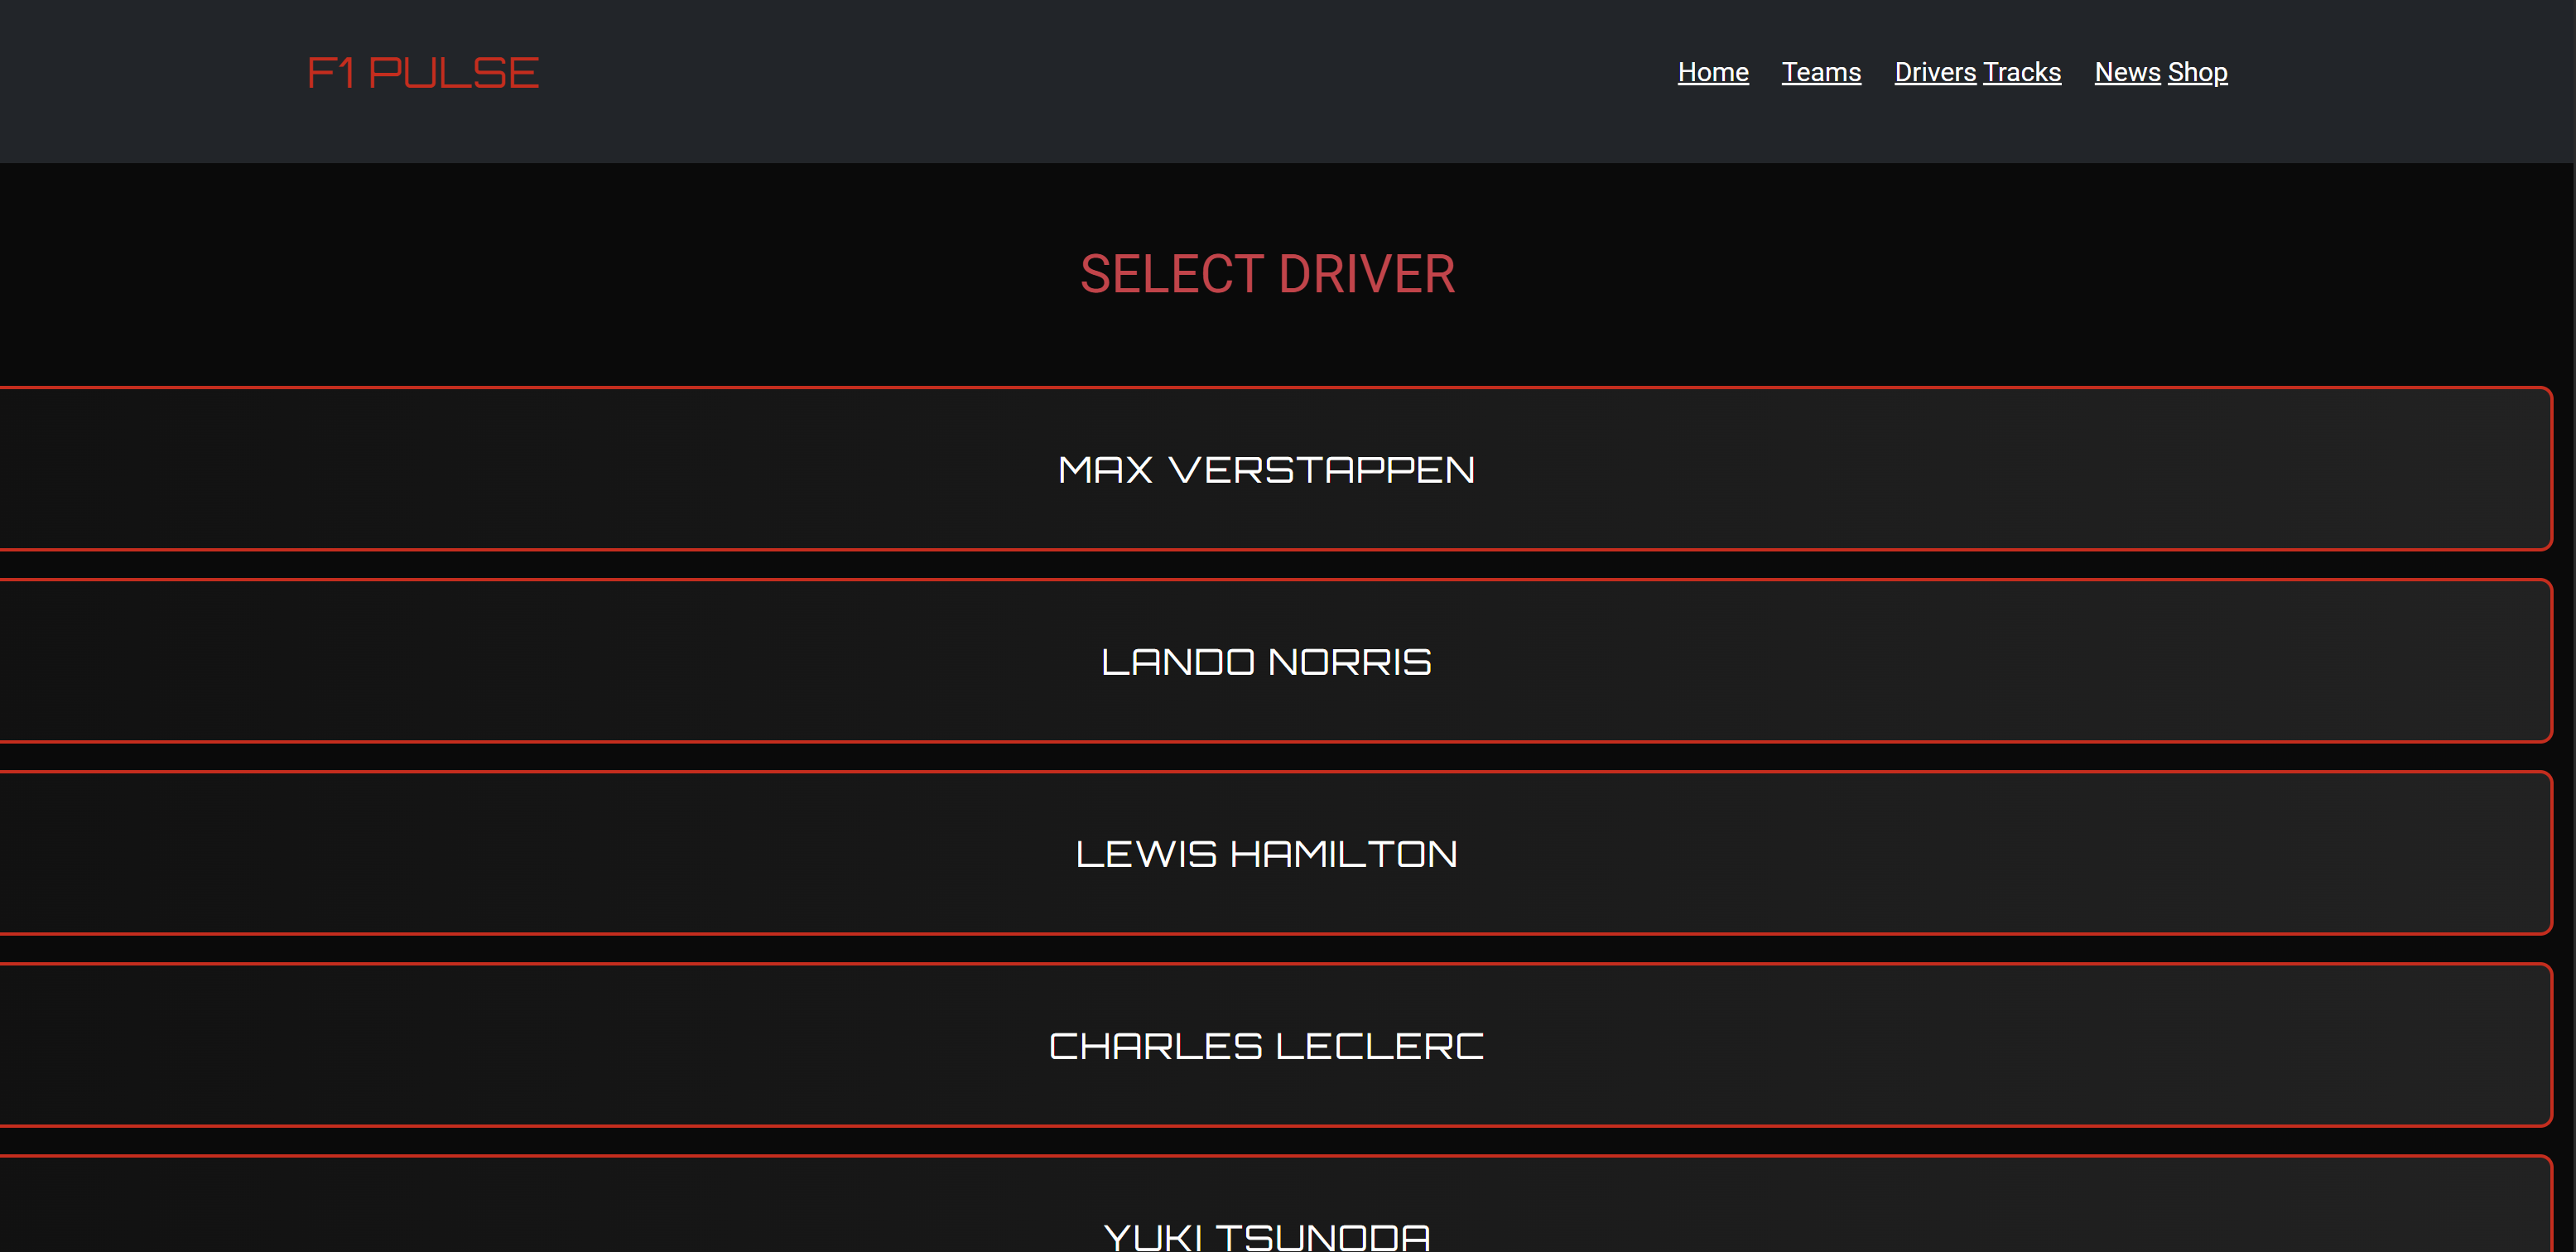 F1 PULSE
Home Teams Drivers Tracks News Shop
SELECT DRIVER
MAX VERSTAPPEN
LANDO NORRIS
LEWIS HAMILTON
CHARLES LECLERC
YUKI TSUNODA